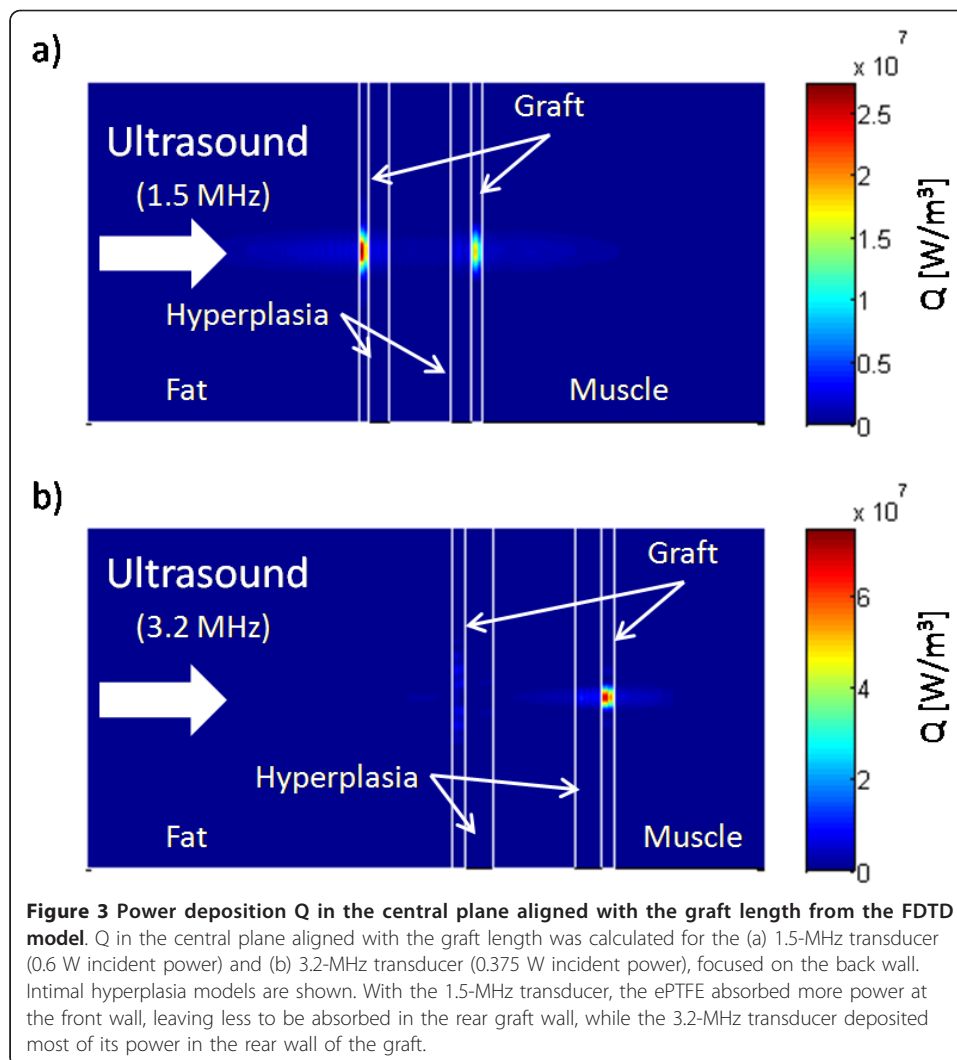 a)
x 10
7
Graft
Ultrasound
(1.5 MHz)
Hyperplasia
Fat
Muscle
2.5
2
1.5
1
0.5
0
Q [W/m³]
b)
x 10
7
Graft
Ultrasound
(3.2 MHz)
Hyperplasia
Fat
Muscle
6
4
2
0
Q [W/m³]
Figure 3 Power deposition Q in the central plane aligned with the graft length from the FDTD
model. Q in the central plane aligned with the graft length was calculated for the (a) 1.5-MHz transducer
(0.6 W incident power) and (b) 3.2-MHz transducer (0.375 W incident power), focused on the back wall.
Intimal hyperplasia models are shown. With the 1.5-MHz transducer, the ePTFE absorbed more power at
the front wall, leaving less to be absorbed in the rear graft wall, while the 3.2-MHz transducer deposited
most of its power in the rear wall of the graft.